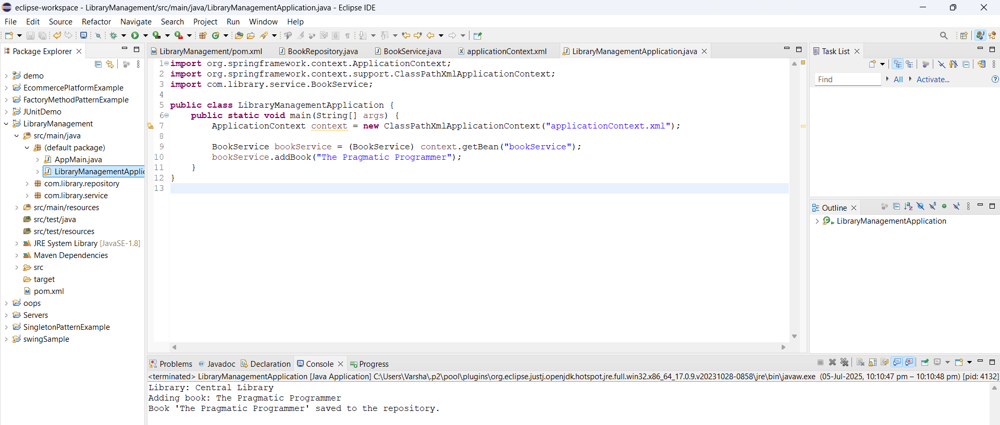 eclipse-workspace - LibraryManagement/src/main/java/LibraryManagementApplication.java - Eclipse IDE
File Edit Source Refactor Navigate Search Project Run Window Help
Package Explorer
demo
EcommercePlatformExample
FactoryMethodPatternExample
JUnitDemo
LibraryManagement
src/main/java
(default package)
AppMain.java
LibraryManagementApplic
com.library.repository
com.library.service
src/main/resources
src/test/java
src/test/resources
JRE System Library [JavaSE-1.8]
Maven Dependencies
src
target
pom.xml
oops
Servers
SingletonPatternExample
swingSample
LibraryManagement/pom.xml BookRepository.java BookService.java applicationContext.xml LibraryManagementApplication.java
1 import org.springframework.context.ApplicationContext;
2 import org.springframework.context.support.ClassPathXmlApplicationContext;
3 import com.library.service.BookService;
4
5 public class LibraryManagementApplication {
6 public static void main(String[] args) {
7 ApplicationContext context = new ClassPathXmlApplicationContext("applicationContext.xml");
8
9 BookService bookService = (BookService) context.getBean("bookService");
10 bookService.addBook("The Pragmatic Programmer");
11 }
12 }
13
Task List
Find All Activate...
Outline
LibraryManagementApplication
Problems Javadoc Declaration Console Progress
<terminated> LibraryManagementApplication [Java Application] C:\Users\Varsha\.p2\pool\plugins\org.eclipse.justj.openjdk.hotspot.jre.full.win32.x86_64_17.0.9.v20231028-0858\jre\bin\javaw.exe (05-Jul-2025, 10:10:47 pm – 10:10:48 pm) [pid: 4132]
Library: Central Library
Adding book: The Pragmatic Programmer
Book 'The Pragmatic Programmer' saved to the repository.